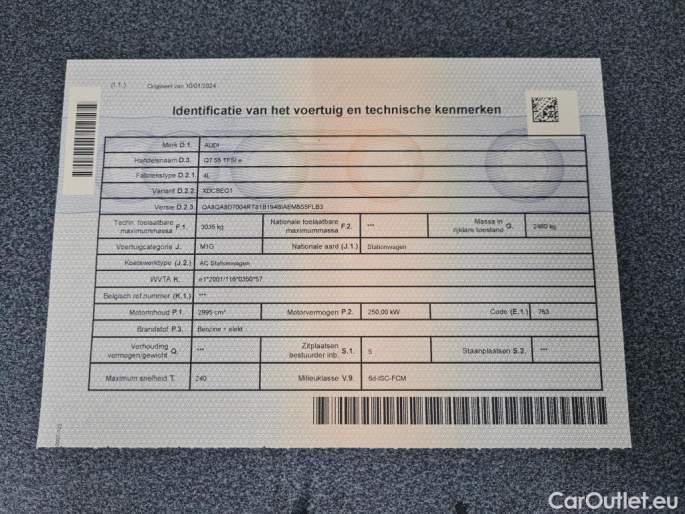 (I.1.) Origineel van 10/01/2024
Identificatie van het voertuig en technische kenmerken
Merk D.1. AUDI
Handelsnaam D.3. Q7 55 TFSI e
Fabriekstype D.2.1. 4L
Variant D.2.2. XDCBEG1
Versie D.2.3.
Techn. toelaatbare maximummassa F.1. 3035 kg Nationale toelaatbare maximummassa F.2. *** Massa in rijklare toestand G. 2460 kg
Voertuigcategorie J. M1G Nationale aard (J.1.) Stationwagen
Koetswerktype (J.2.) AC Stationwagen
WVTA K. e1*2001/116*0350*57
Belgisch ref.nummer (K.1.) ***
Motorinhoud P.1. 2995 cm³ Motorvermogen P.2. 250,00 kW Code (E.1.) 763
Brandstof P.3. Benzine + elekt
Verhouding vermogen/gewicht Q. *** Zitplaatsen bestuurder inb. S.1. 5 Staanplaatsen S.2. ***
Maximum snelheid T. 240 Milieuklasse V.9. 6d-ISC-FCM
CarOutlet.eu